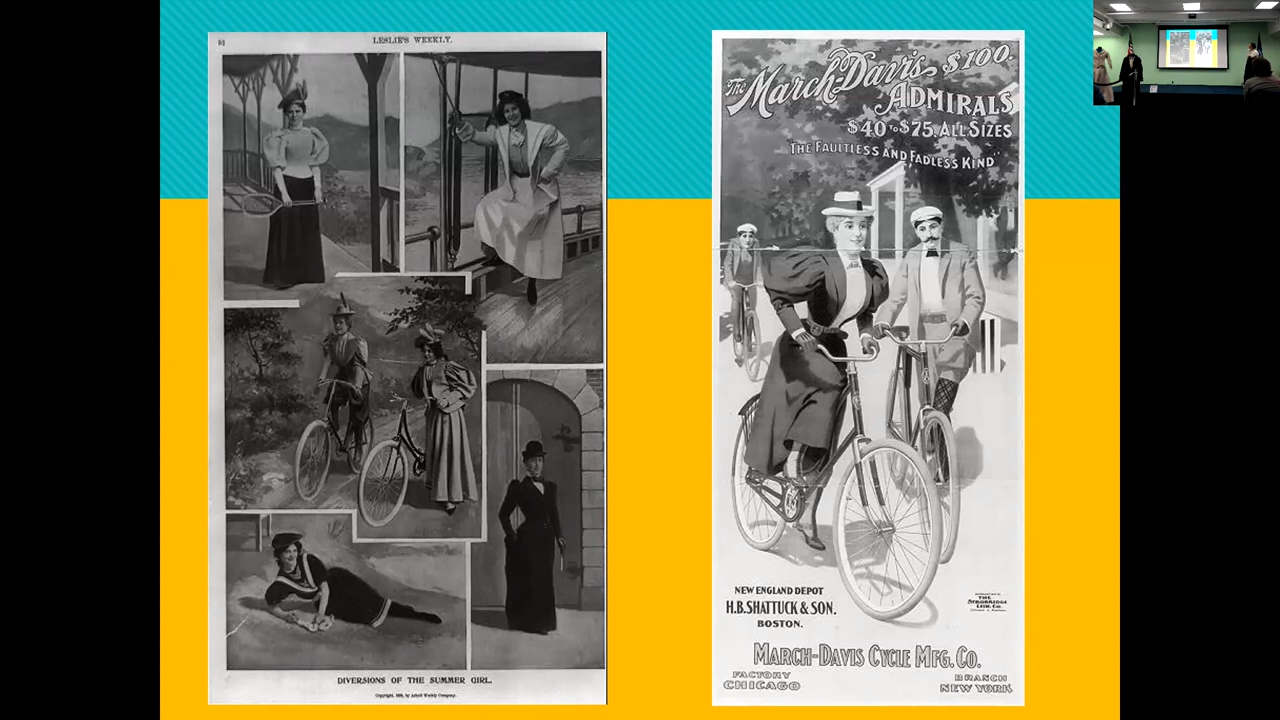 LESLIE'S WEEKLY.
DIVERSIONS OF THE SUMMER GIRL.
The March-Davis $100.
ADMIRALS
$40 TO $75. ALL SIZES
"THE FAULTLESS AND FADLESS KIND"
NEW ENGLAND DEPOT
H.B. SHATTUCK & SON.
BOSTON.
THE
STROBRIDGE
LITH. CO.
MARCH-DAVIS CYCLE MFG. CO.
FACTORY
CHICAGO
BRANCH
NEW YORK